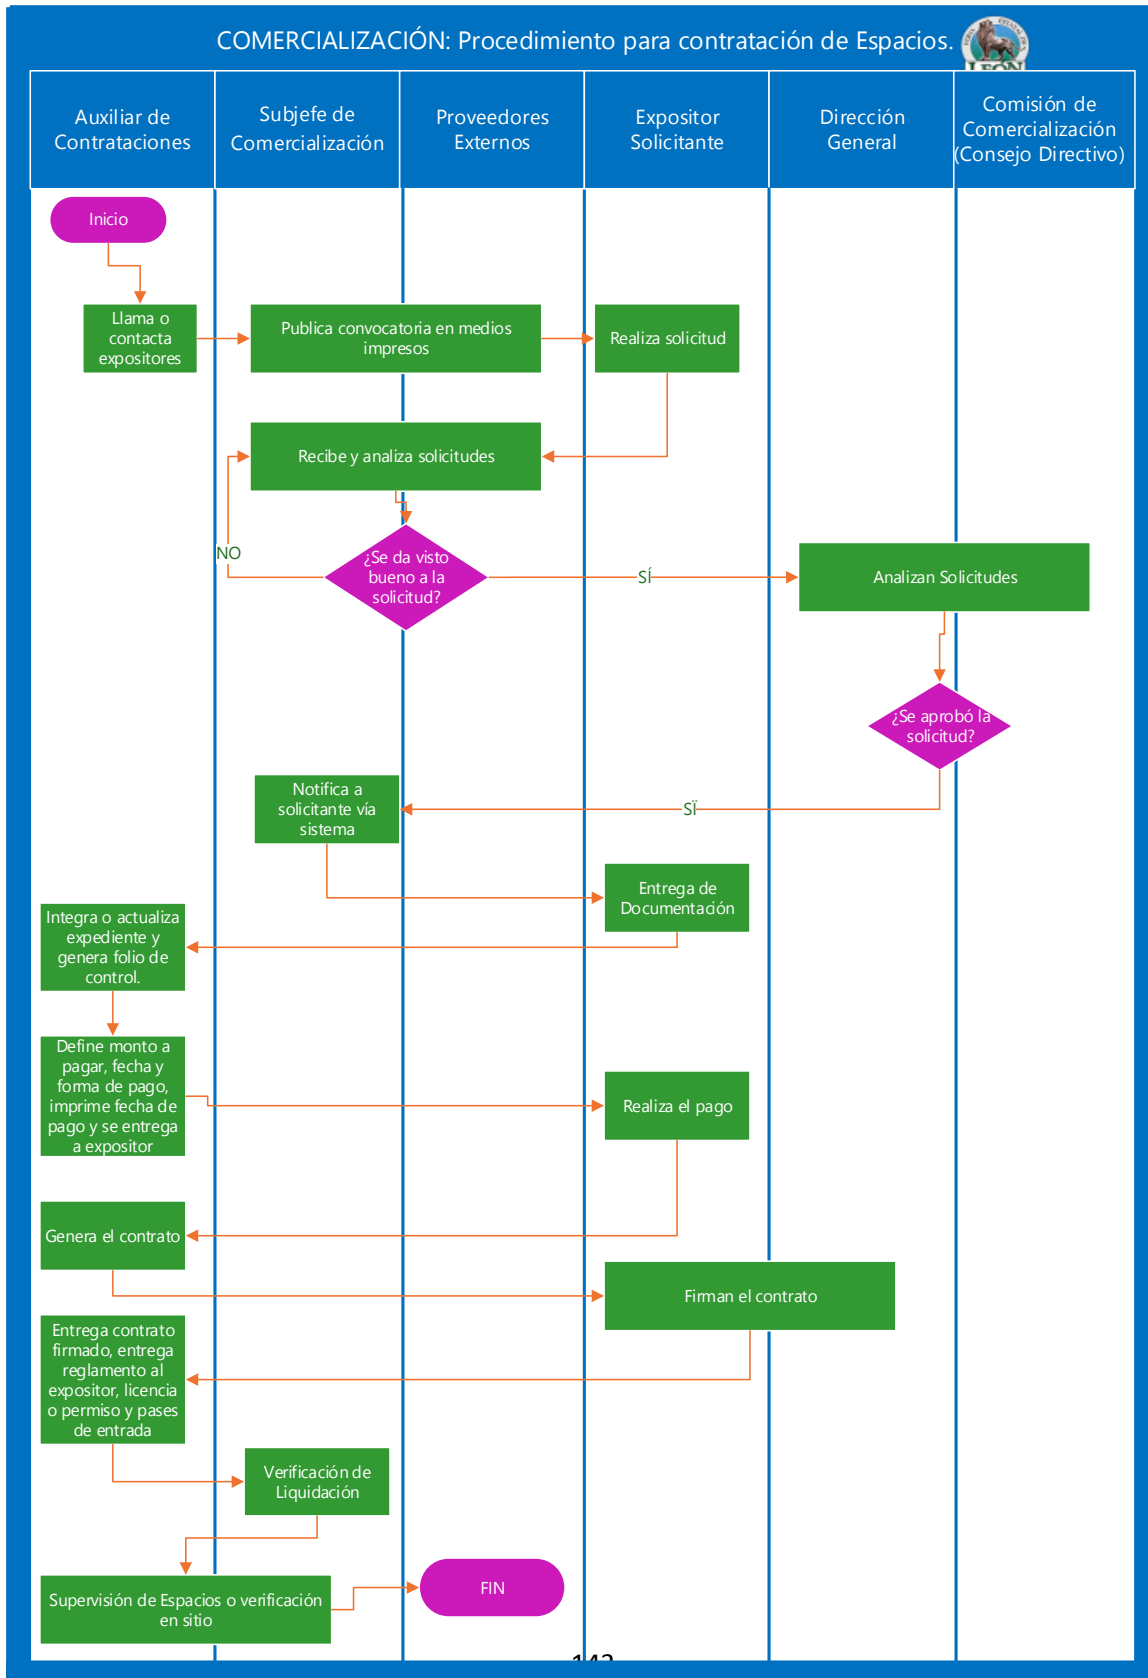 COMERCIALIZACIÓN: Procedimiento para contratación de Espacios.
LEON
Auxiliar de
Contrataciones
Subjefe de
Comercialización
Proveedores
Externos
Expositor
Solicitante
Dirección
General
Comisión de
Comercialización
(Consejo Directivo)
Inicio
Llama o
contacta
expositores
Publica convocatoria en medios
impresos
Realiza solicitud
Recibe y analiza solicitudes
NO
¿Se da visto
bueno a la
solicitud?
SÍ
Analizan Solicitudes
¿Se aprobó la
solicitud?
SÏ
Notifica a
solicitante vía
sistema
Entrega de
Documentación
Integra o actualiza
expediente y
genera folio de
control.
Define monto a
pagar, fecha y
forma de pago,
imprime fecha de
pago y se entrega
a expositor
Realiza el pago
Genera el contrato
Firman el contrato
Entrega contrato
firmado, entrega
reglamento al
expositor, licencia
o permiso y pases
de entrada
Verificación de
Liquidación
Supervisión de Espacios o verificación
en sitio
FIN